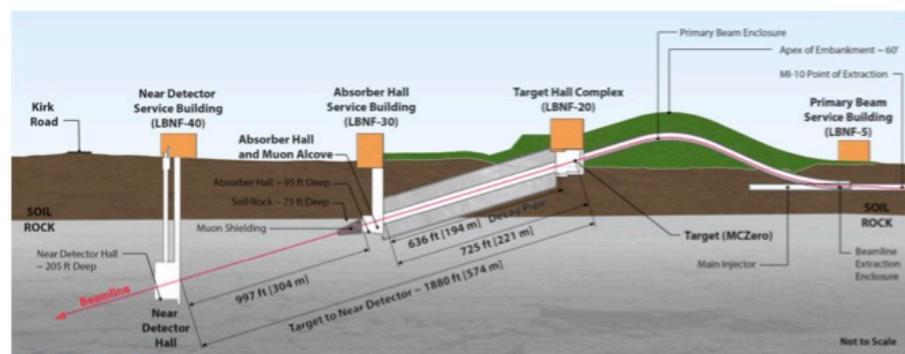 Primary Beam Enclosure
Apex of Embankment ~ 60'
MI-10 Point of Extraction
Kirk
Road
Near Detector
Service Building
(LBNF-40)
Absorber Hall
Service Building
(LBNF-30)
Target Hall Complex
(LBNF-20)
Primary Beam
Service Building
(LBNF-5)
Absorber Hall
and Muon Alcove
Absorber Hall ~ 95 ft Deep
Soil/Rock ~ 75 ft Deep
Muon Shielding
SOIL
ROCK
SOIL
ROCK
636 ft [194 m] Decay Pipe
725 ft [221 m]
Target (MCZero)
Main Injector
Beamline
Extraction
Enclosure
Near Detector Hall
~ 205 ft Deep
Beamline
997 ft [304 m]
Target to Near Detector ~ 1880 ft [574 m]
Near
Detector
Hall
Not to Scale